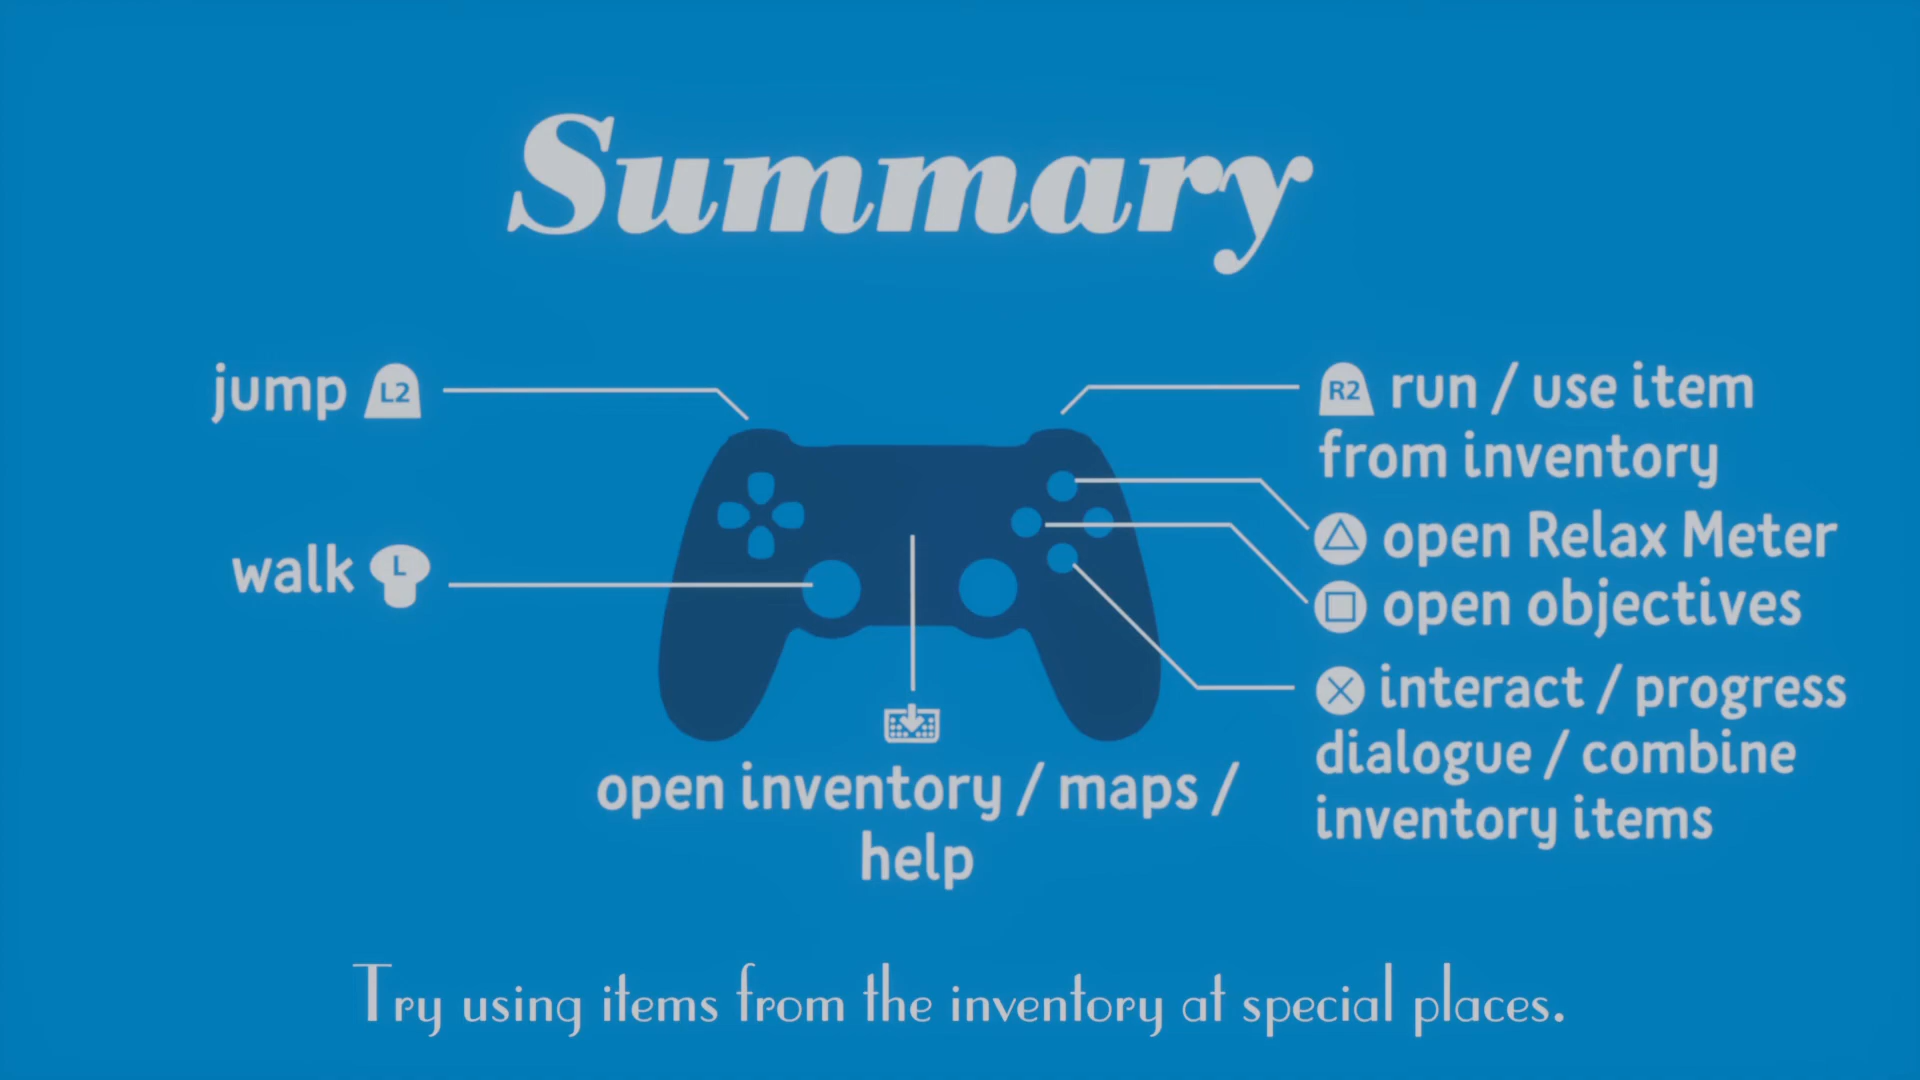 Summary
jump L2
walk L
R2 run / use item
from inventory
open Relax Meter
open objectives
interact / progress
dialogue / combine
inventory items
open inventory / maps /
help
Try using items from the inventory at special places.